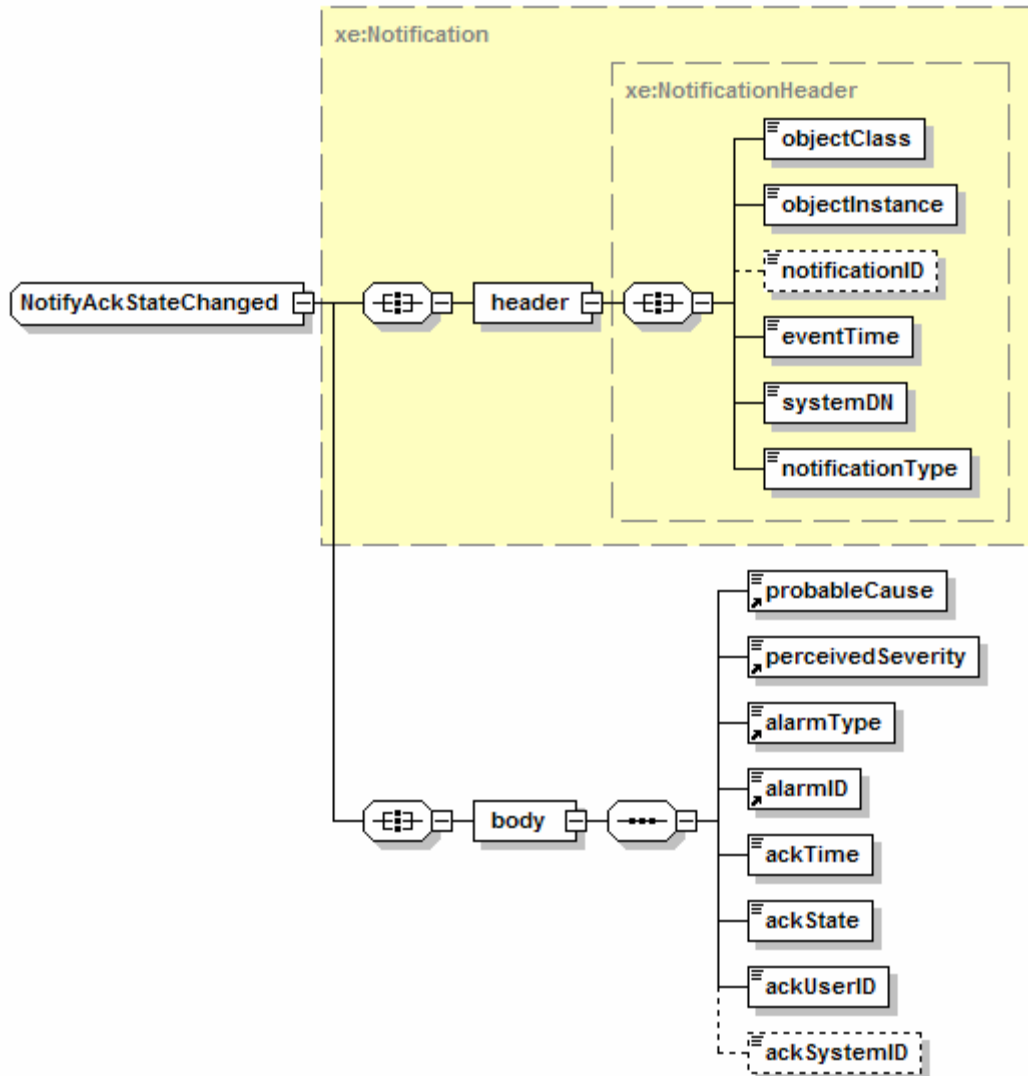 xe:Notification
xe:NotificationHeader
objectClass
objectInstance
notificationID
NotifyAckStateChanged
header
eventTime
systemDN
notificationType
probableCause
perceivedSeverity
alarmType
alarmID
body
ackTime
ackState
ackUserID
ackSystemID